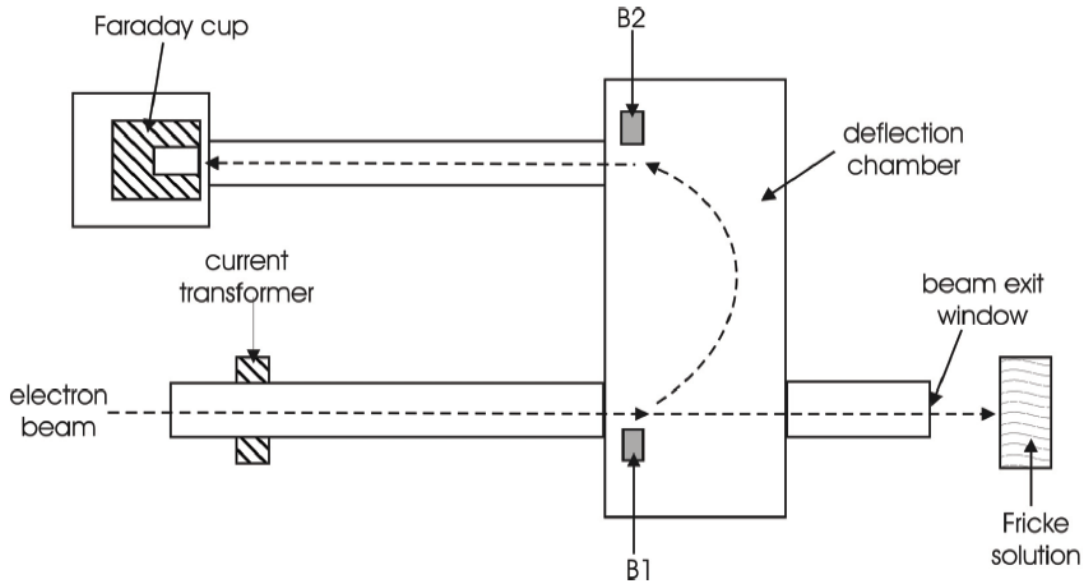 B2
Faraday cup
deflection
chamber
current
transformer
beam exit
window
electron
beam
Fricke
solution
B1